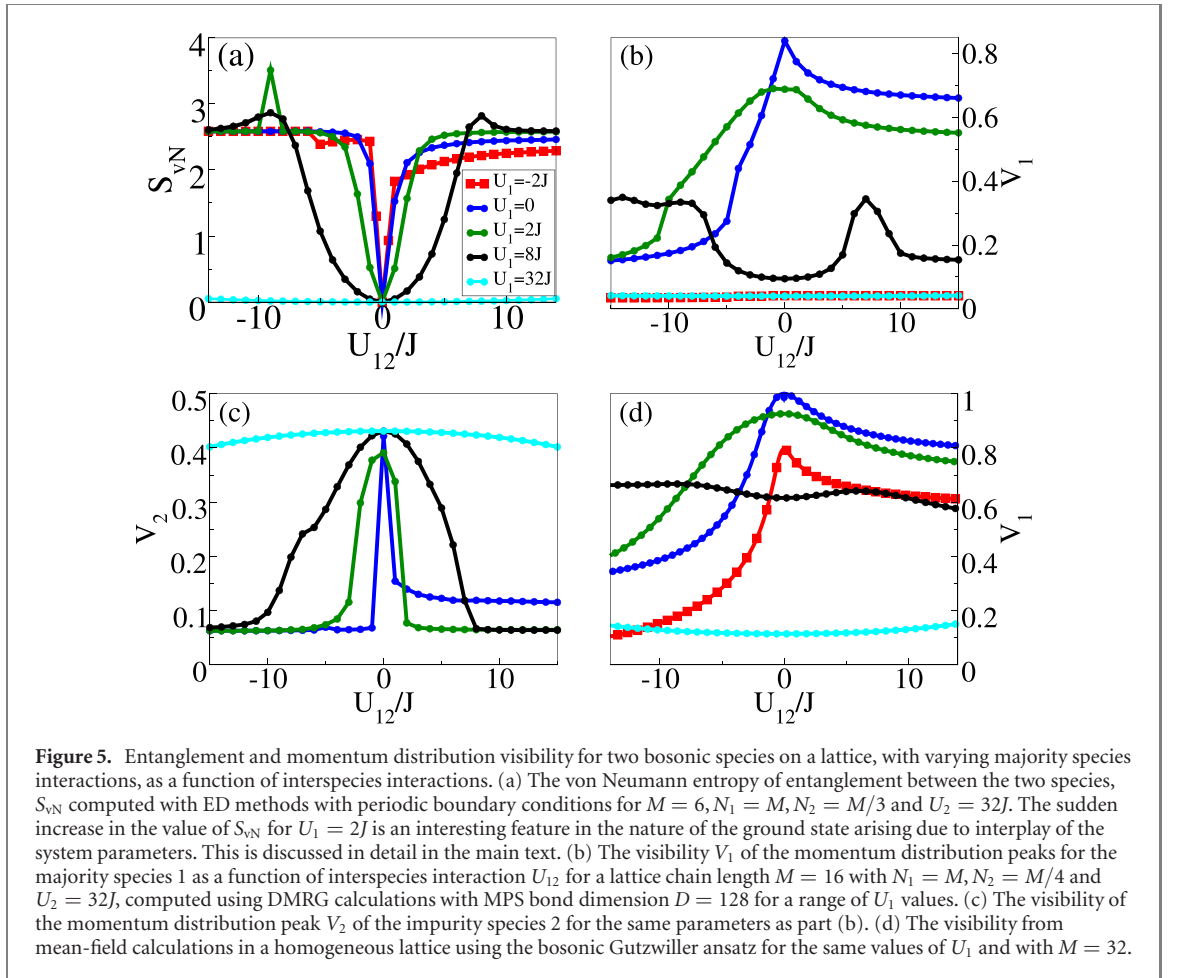 (a)
4
3
2
1
0
S_vN
-10
0
10
U_12/J
U_1=-2J
U_1=0
U_1=2J
U_1=8J
U_1=32J
(b)
0.8
0.6
0.4
0.2
0
V_1
-10
0
10
U_12/J
(c)
0.5
0.4
0.3
0.2
0.1
0
V_2
-10
0
10
U_12/J
(d)
1
0.8
0.6
0.4
0.2
0
V_1
-10
0
10
U_12/J
Figure 5. Entanglement and momentum distribution visibility for two bosonic species on a lattice, with varying majority species
interactions, as a function of interspecies interactions. (a) The von Neumann entropy of entanglement between the two species,
S_vN computed with ED methods with periodic boundary conditions for M = 6, N_1 = M, N_2 = M/3 and U_2 = 32J. The sudden
increase in the value of S_vN for U_1 = 2J is an interesting feature in the nature of the ground state arising due to interplay of the
system parameters. This is discussed in detail in the main text. (b) The visibility V_1 of the momentum distribution peaks for the
majority species 1 as a function of interspecies interaction U_12 for a lattice chain length M = 16 with N_1 = M, N_2 = M/4 and
U_2 = 32J, computed using DMRG calculations with MPS bond dimension D = 128 for a range of U_1 values. (c) The visibility of
the momentum distribution peak V_2 of the impurity species 2 for the same parameters as part (b). (d) The visibility from
mean-field calculations in a homogeneous lattice using the bosonic Gutzwiller ansatz for the same values of U_1 and with M = 32.